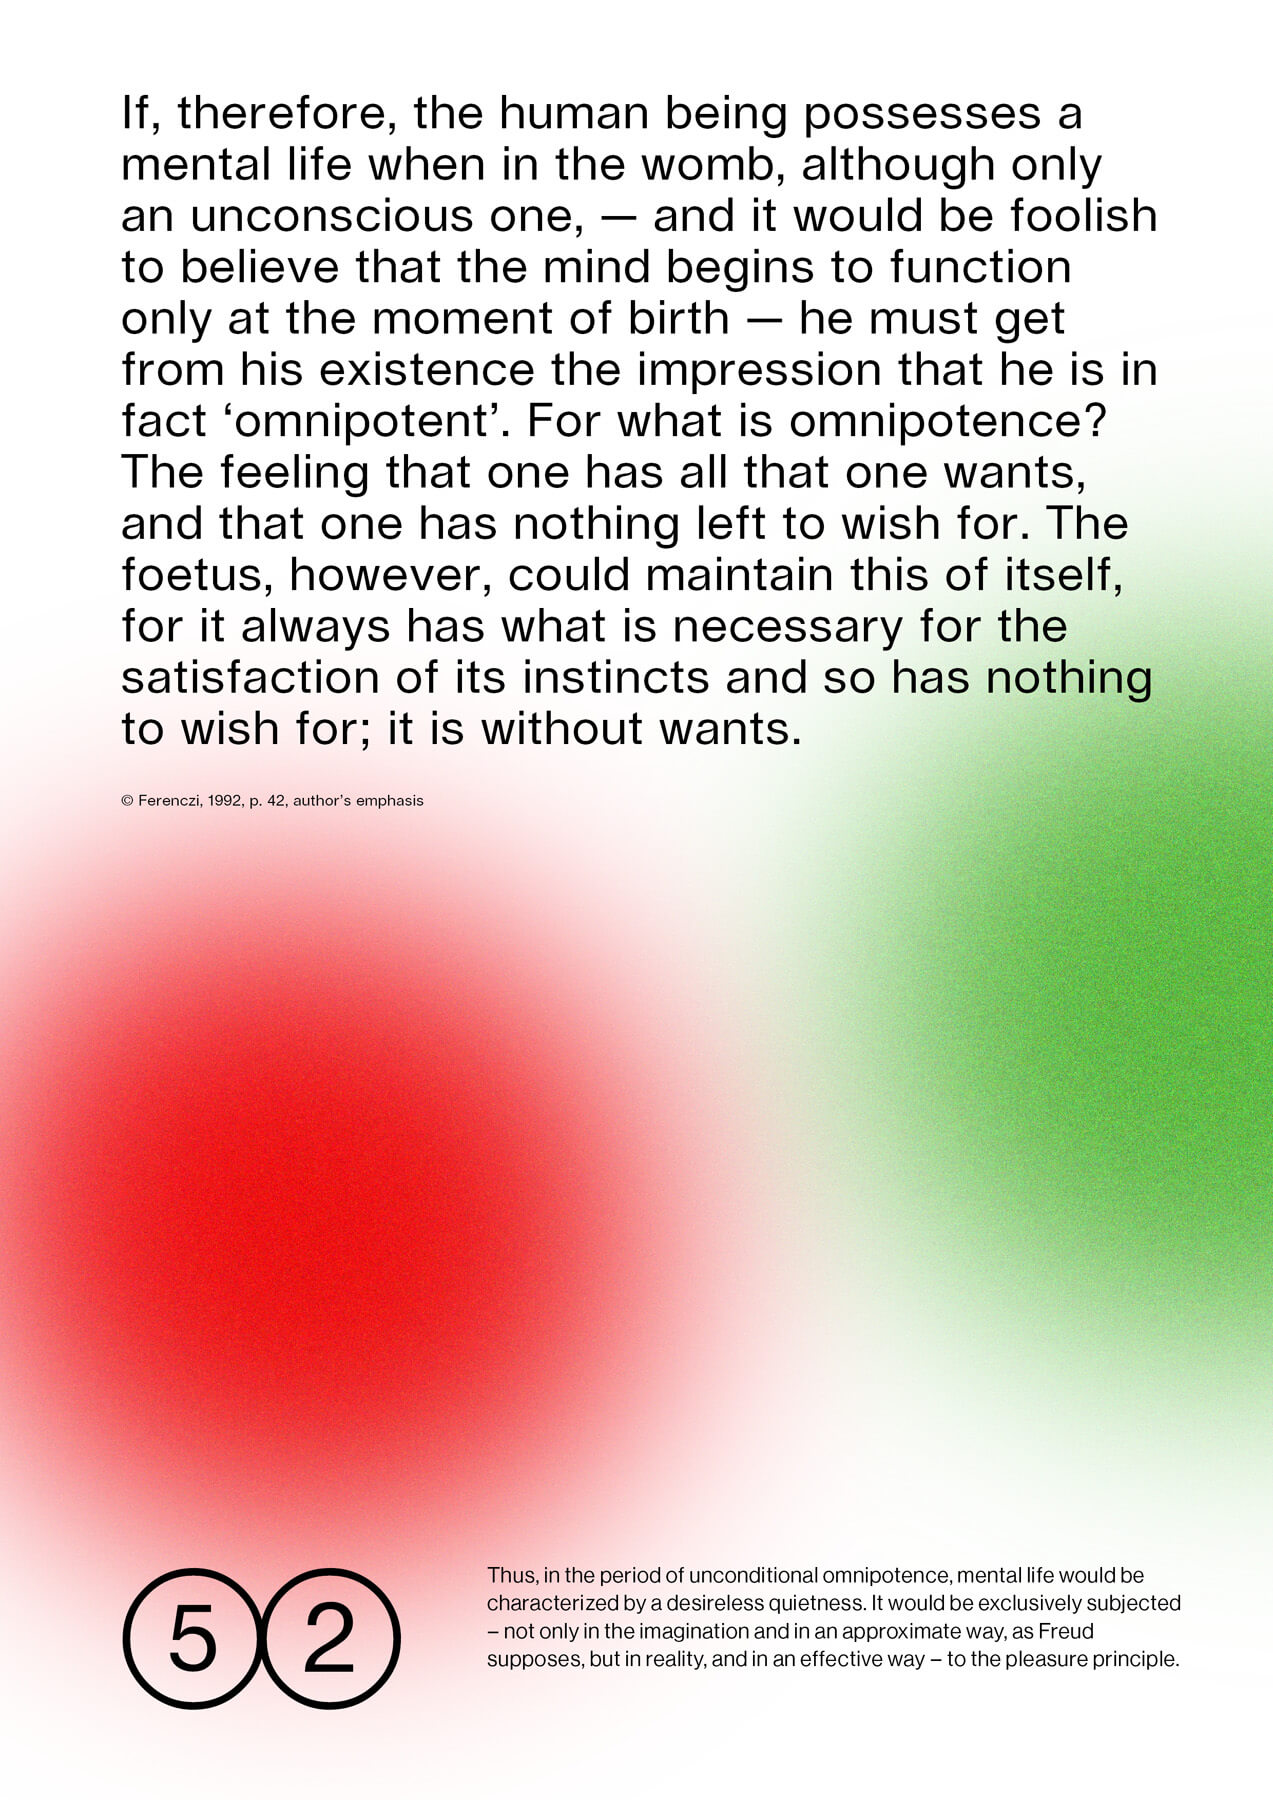 If, therefore, the human being possesses a
mental life when in the womb, although only
an unconscious one, — and it would be foolish
to believe that the mind begins to function
only at the moment of birth — he must get
from his existence the impression that he is in
fact ‘omnipotent’. For what is omnipotence?
The feeling that one has all that one wants,
and that one has nothing left to wish for. The
foetus, however, could maintain this of itself,
for it always has what is necessary for the
satisfaction of its instincts and so has nothing
to wish for; it is without wants.
© Ferenczi, 1992, p. 42, author’s emphasis
5 2
Thus, in the period of unconditional omnipotence, mental life would be
characterized by a desireless quietness. It would be exclusively subjected
– not only in the imagination and in an approximate way, as Freud
supposes, but in reality, and in an effective way – to the pleasure principle.